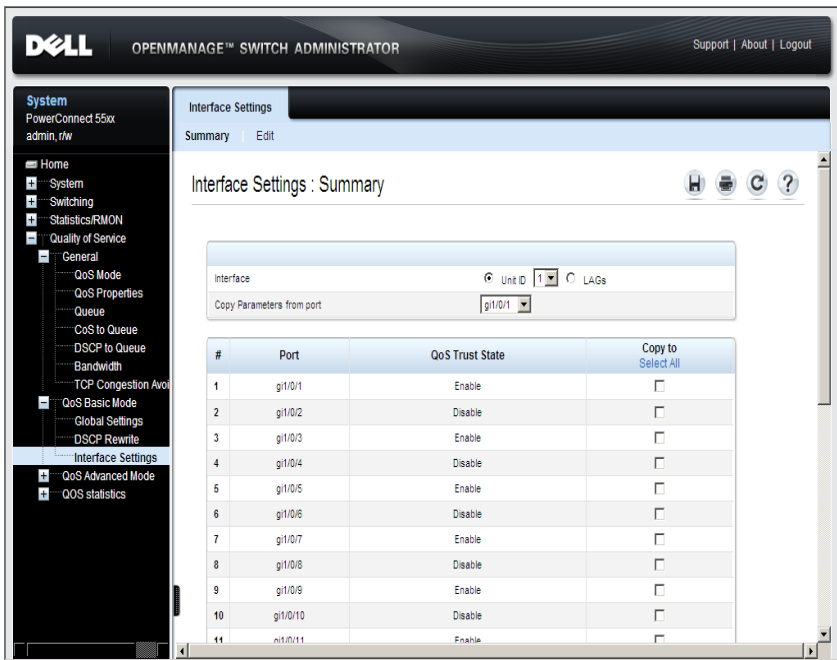 DELL OPENMANAGE™ SWITCH ADMINISTRATOR Support | About | Logout
System
PowerConnect 55xx
admin, r/w
Home
System
Switching
Statistics/RMON
Quality of Service
General
QoS Mode
QoS Properties
Queue
CoS to Queue
DSCP to Queue
Bandwidth
TCP Congestion Avoi
QoS Basic Mode
Global Settings
DSCP Rewrite
Interface Settings
QoS Advanced Mode
QOS statistics
Interface Settings
Summary Edit
Interface Settings : Summary
Interface Unit ID 1 LAGs
Copy Parameters from port gi1/0/1
# Port QoS Trust State Copy to
Select All
1 gi1/0/1 Enable
2 gi1/0/2 Disable
3 gi1/0/3 Enable
4 gi1/0/4 Disable
5 gi1/0/5 Enable
6 gi1/0/6 Disable
7 gi1/0/7 Enable
8 gi1/0/8 Disable
9 gi1/0/9 Enable
10 gi1/0/10 Disable
11 gi1/0/11 Enable